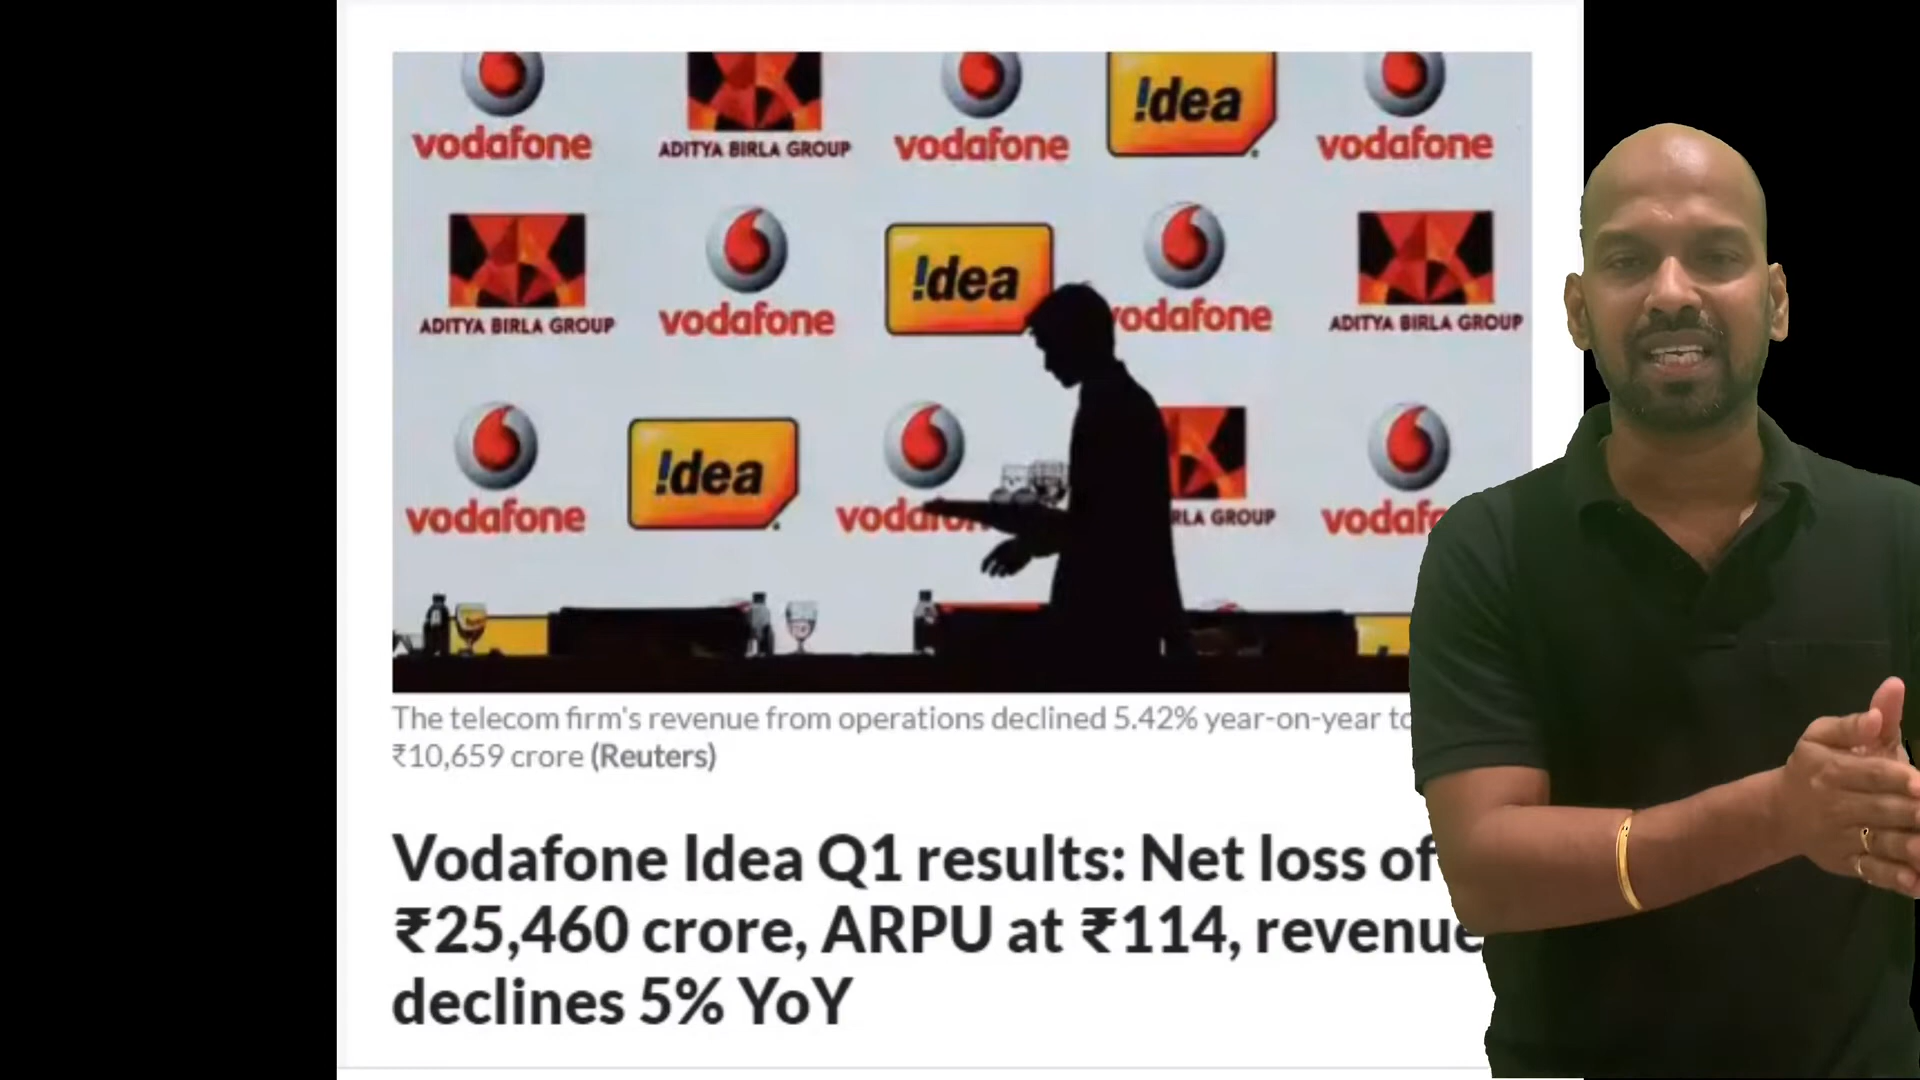 vodafone
ADITYA BIRLA GROUP
vodafone
!dea
vodafone
ADITYA BIRLA GROUP
vodafone
!dea
vodafone
ADITYA BIRLA GROUP
vodafone
!dea
GROUP
The telecom firm's revenue from operations declined 5.42% year-on-year to
₹10,659 crore (Reuters)
Vodafone Idea Q1 results: Net loss of
₹25,460 crore, ARPU at ₹114, revenue
declines 5% YoY